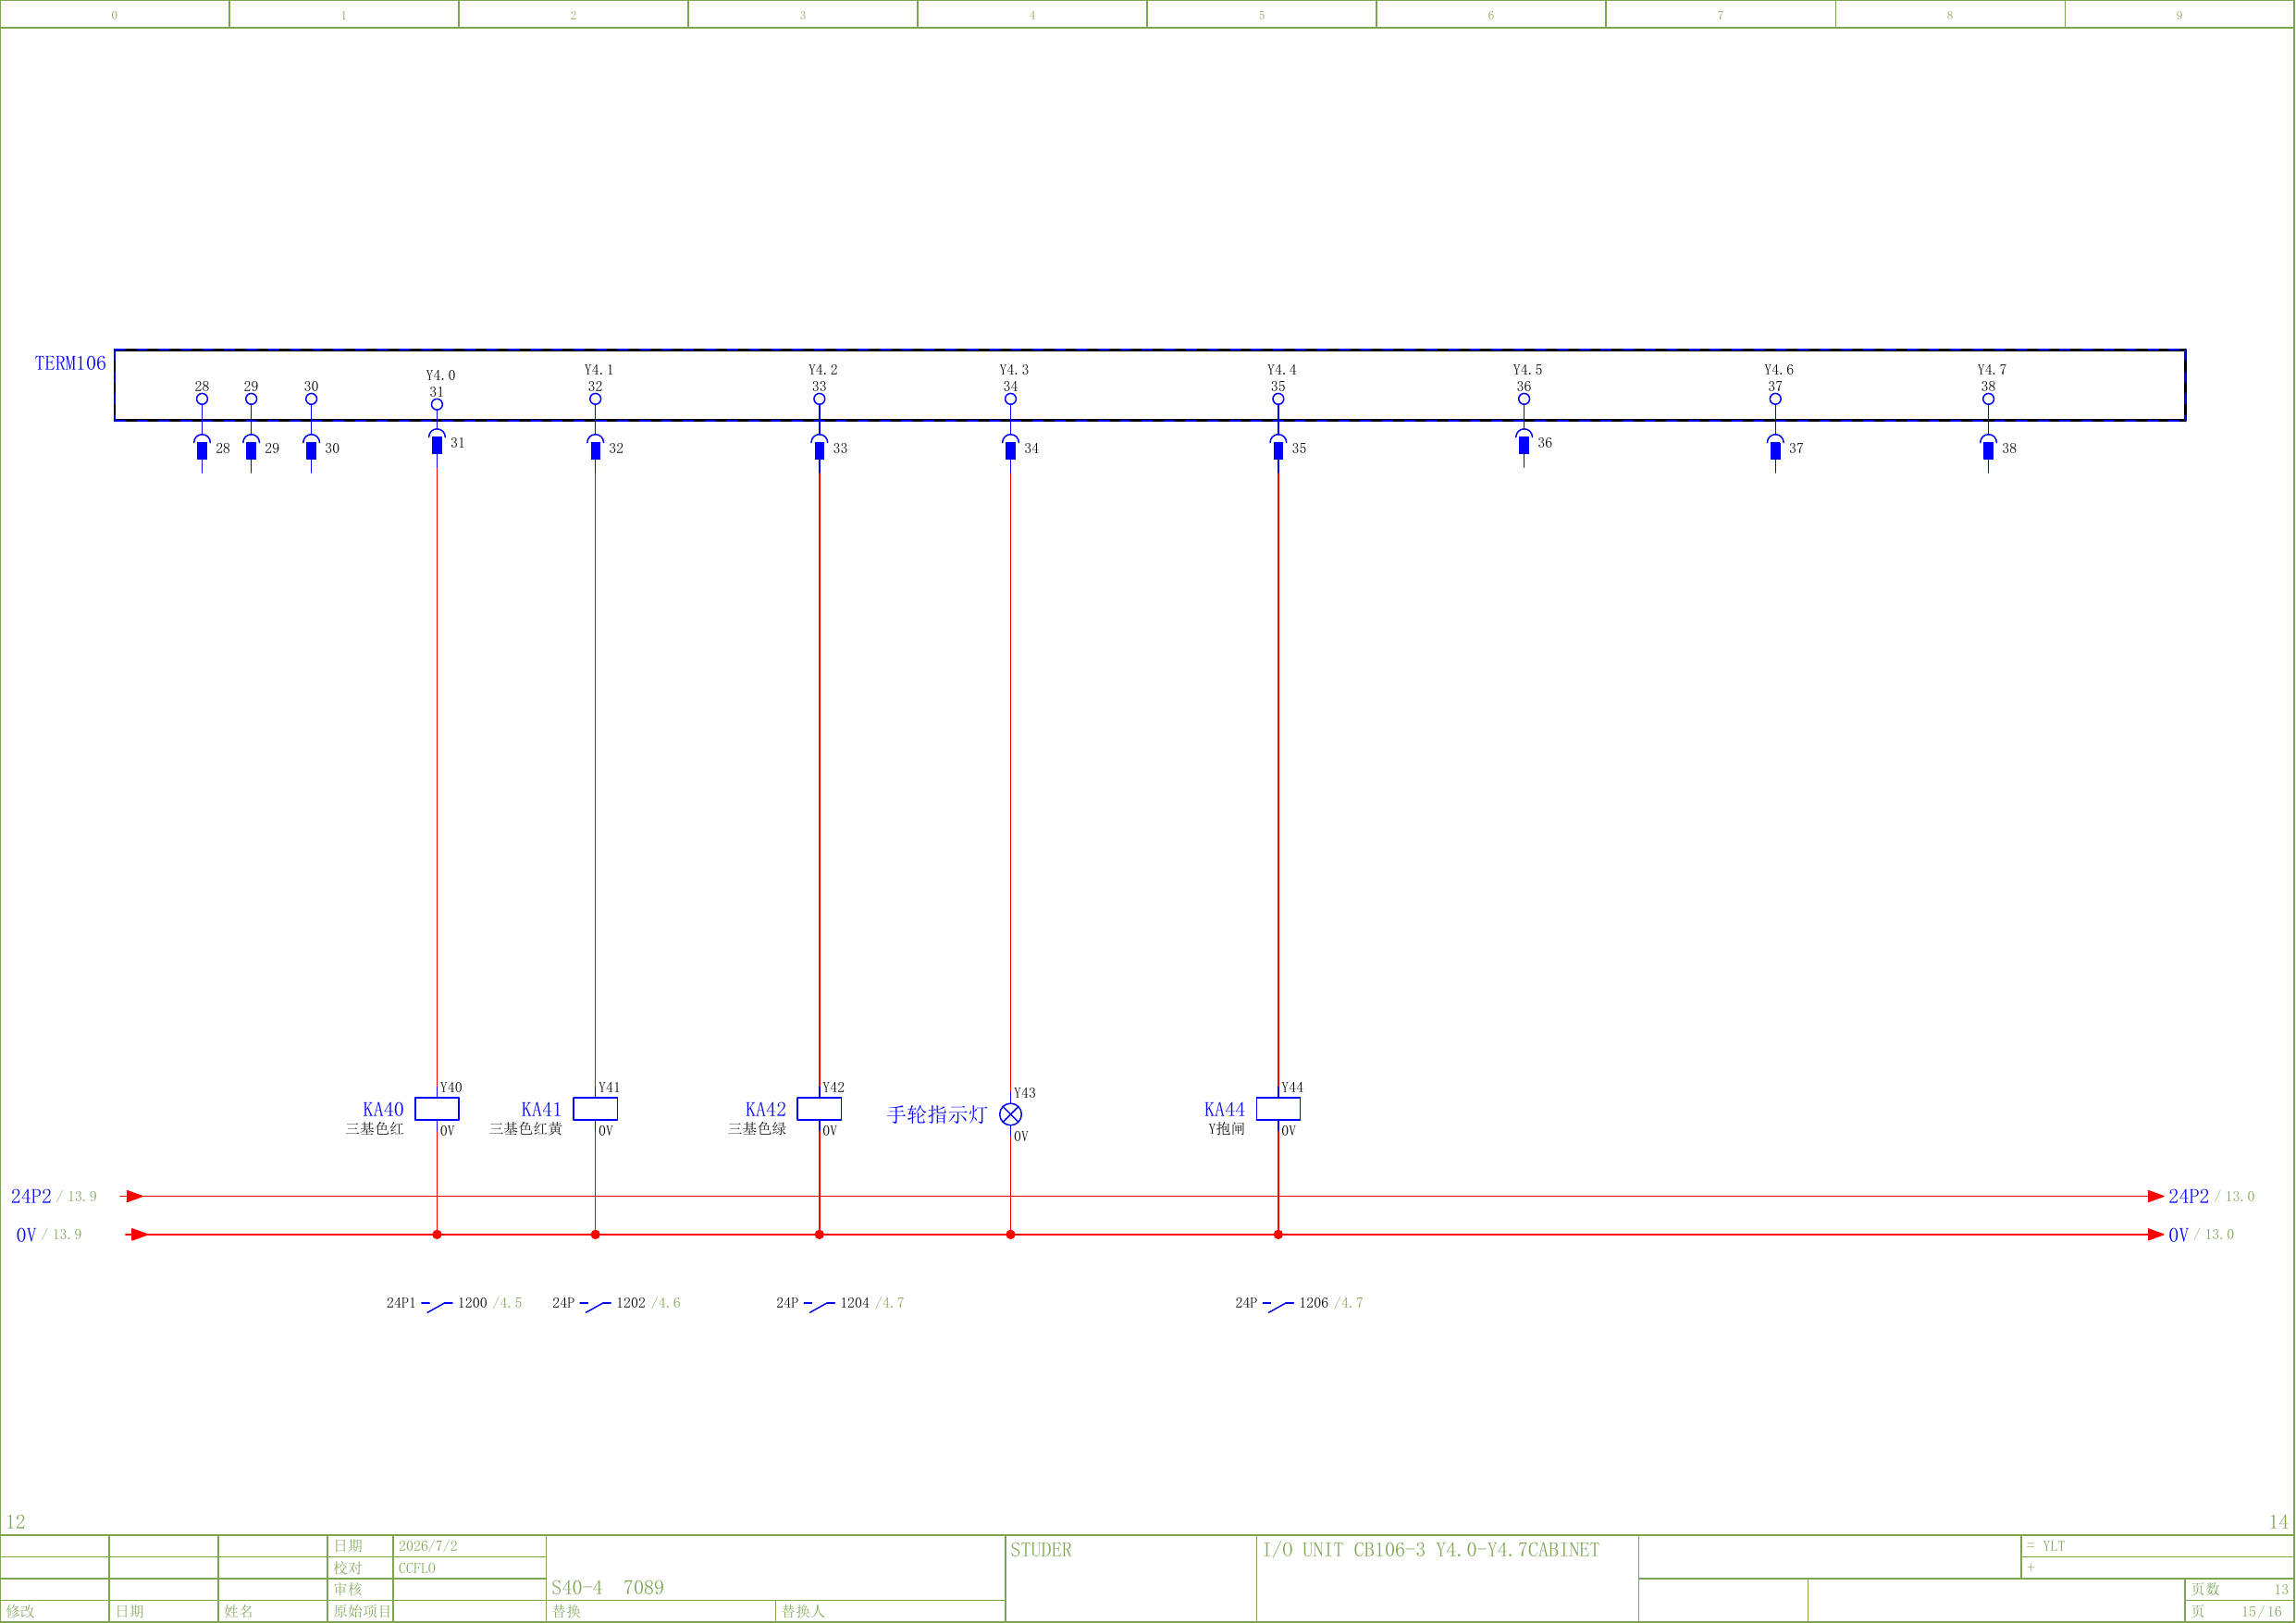 0 1 2 3 4 5 6 7 8 9
TERM106
Y4.0 Y4.1 Y4.2 Y4.3 Y4.4 Y4.5 Y4.6 Y4.7
28 29 30 31 32 33 34 35 36 37 38
28 29 30 31 32 33 34 35 36 37 38
Y40 Y41 Y42 Y43 Y44
KA40 KA41 KA42 手轮指示灯 KA44
三基色红 0V 三基色红黄 0V 三基色绿 0V 0V Y抱闸 0V
24P2 / 13.9 24P2 / 13.0
0V / 13.9 0V / 13.0
24P1 1200 /4.5 24P 1202 /4.6 24P 1204 /4.7 24P 1206 /4.7
12 14
日期 2026/7/2 STUDER I/O UNIT CB106-3 Y4.0-Y4.7CABINET = YLT
校对 CCFLO +
审核 S40-4 7089 页数 13
修改 日期 姓名 原始项目 替换 替换人 页 15/16